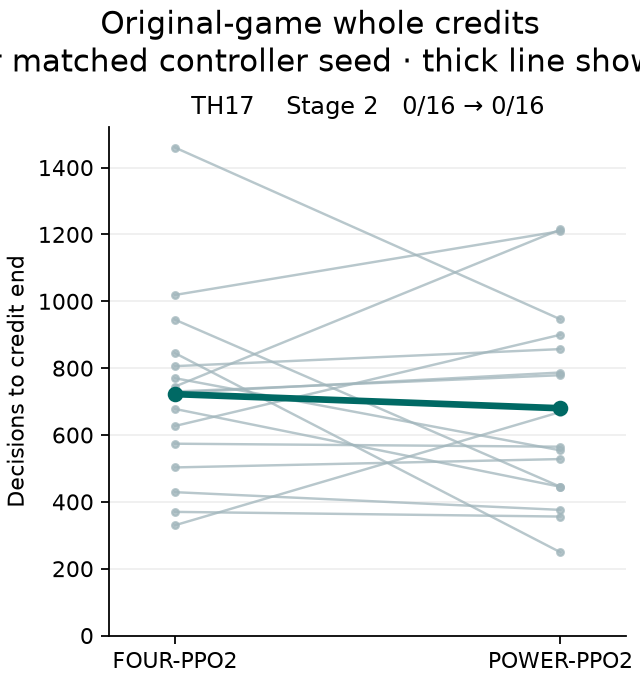 Original-game whole credits
matched controller seed · thick line
TH17 Stage 2 0/16 → 0/16
Decisions to credit end
1400
1200
1000
800
600
400
200
0
FOUR-PPO2 POWER-PPO2